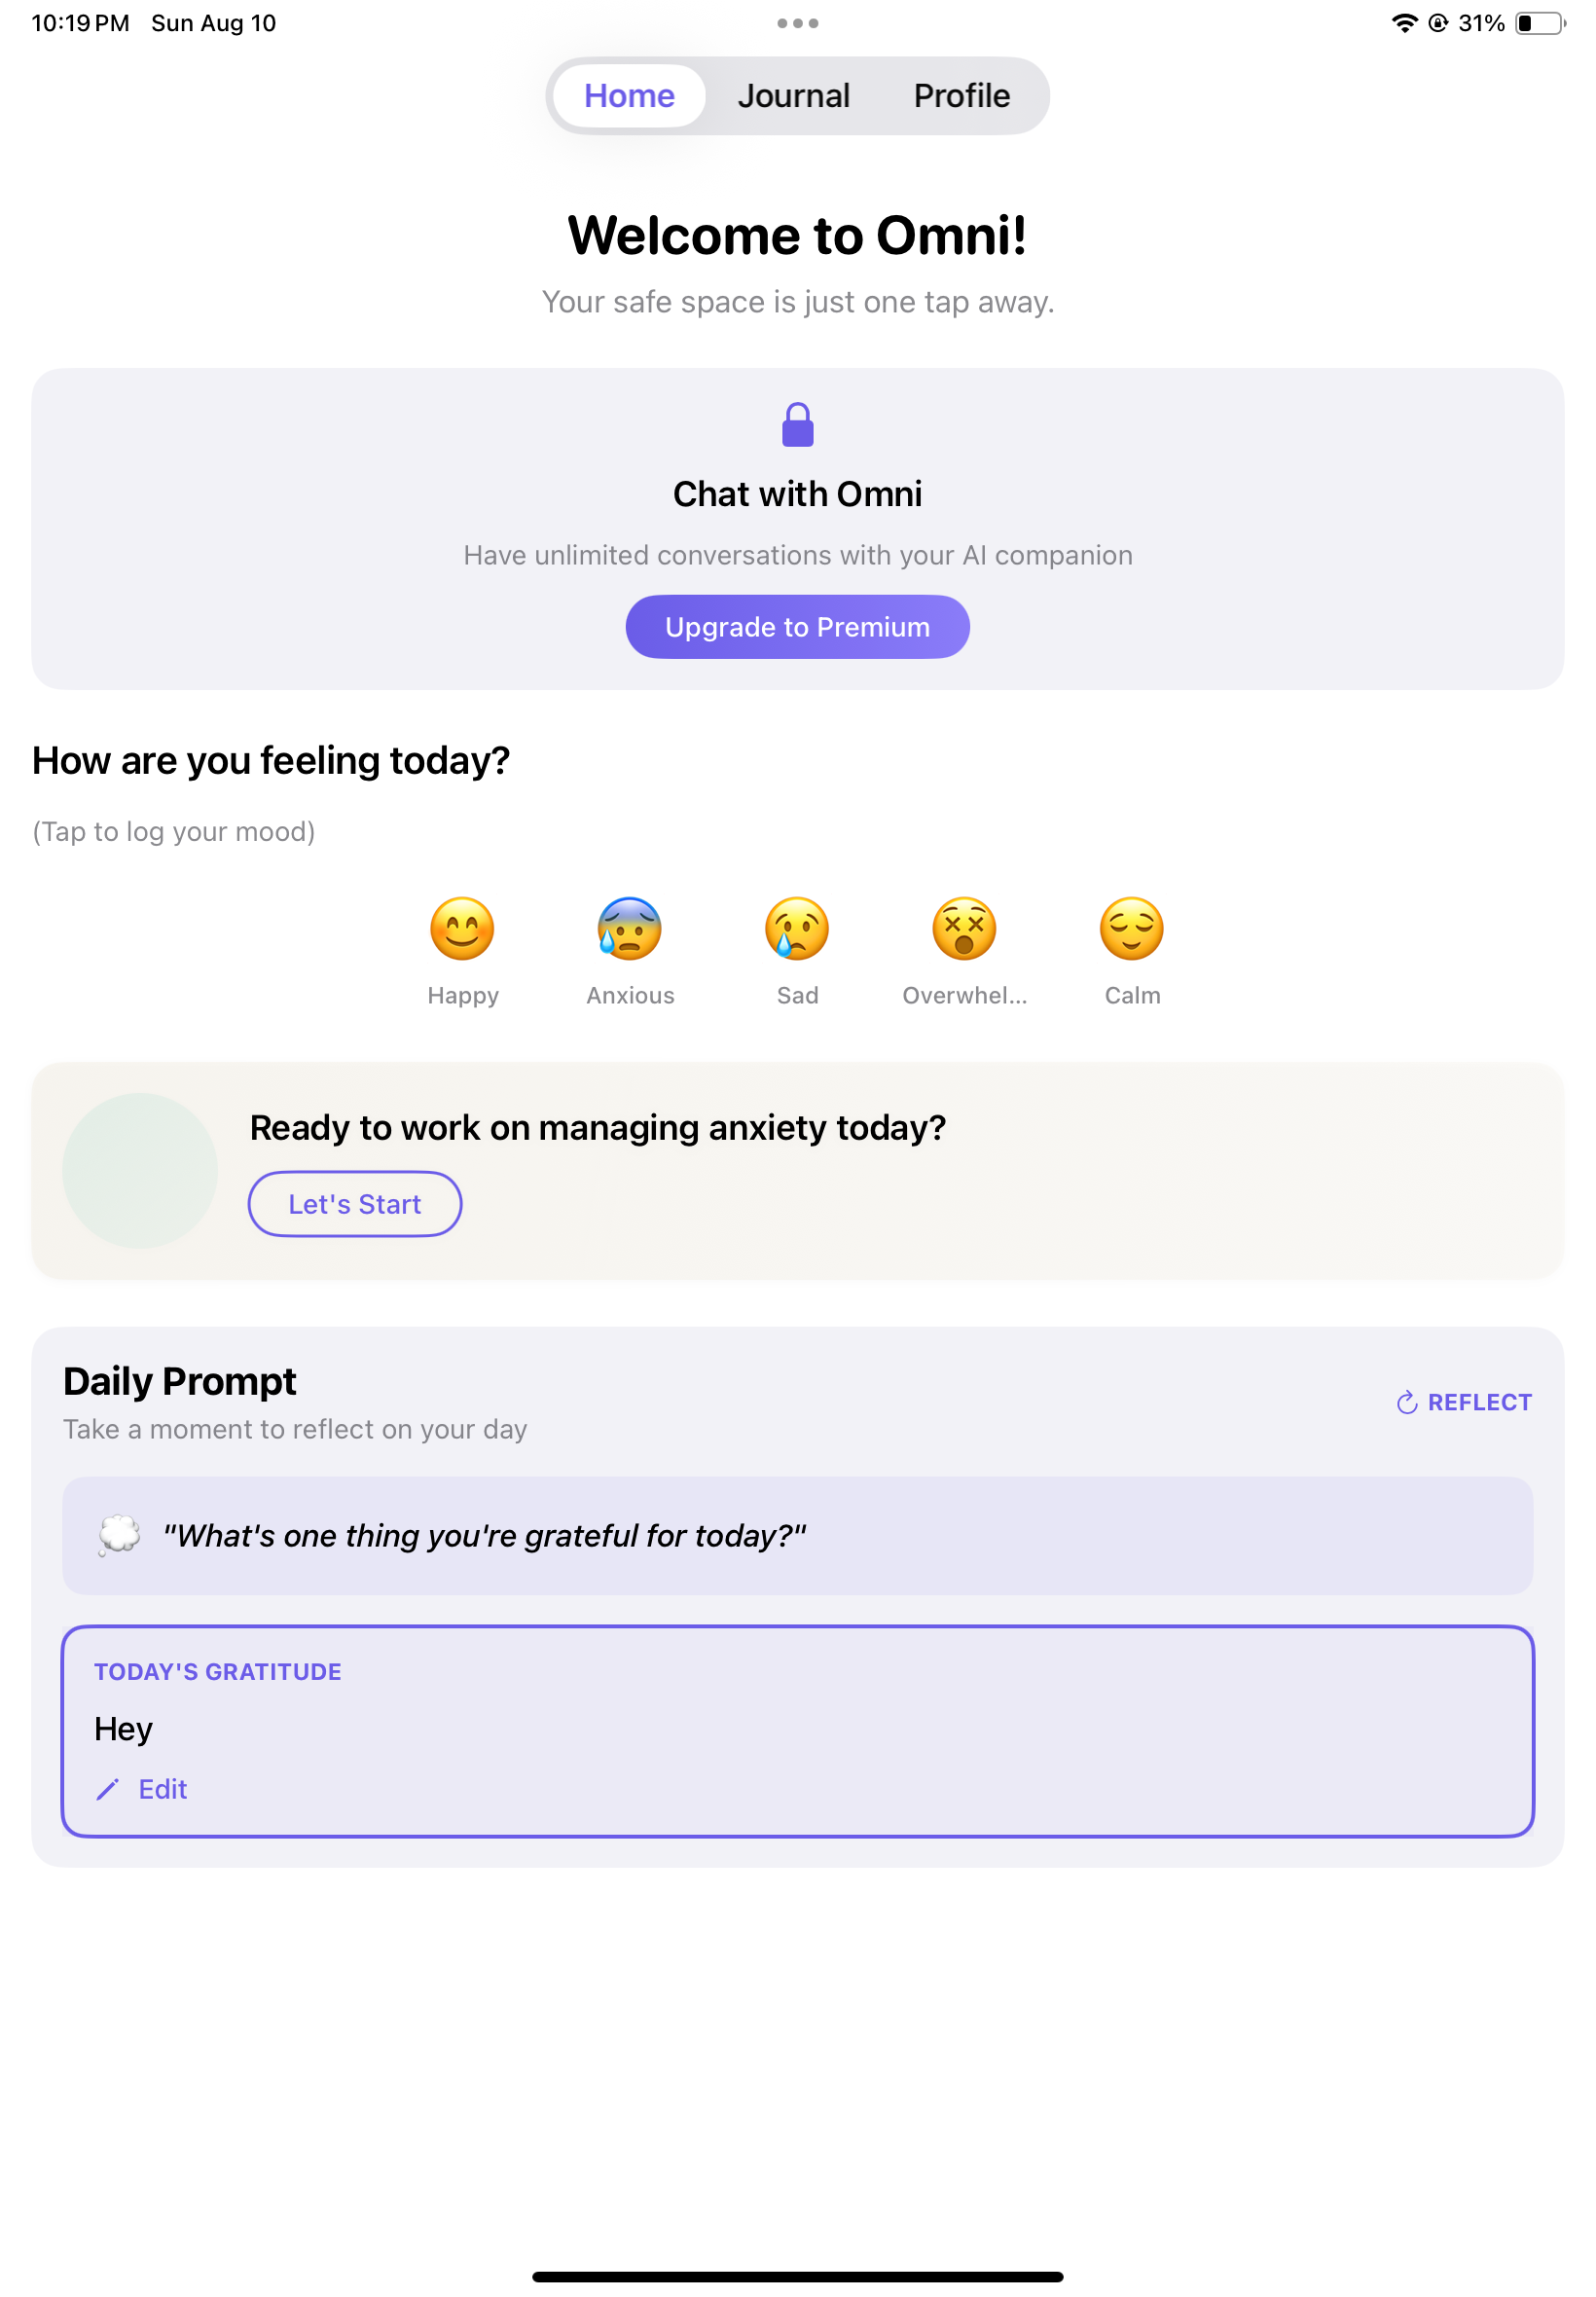 10:19 PM Sun Aug 10
31%
Home Journal Profile
Welcome to Omni!
Your safe space is just one tap away.
Chat with Omni
Have unlimited conversations with your AI companion
Upgrade to Premium
How are you feeling today?
(Tap to log your mood)
Happy Anxious Sad Overwhel... Calm
Ready to work on managing anxiety today?
Let's Start
Daily Prompt
REFLECT
Take a moment to reflect on your day
"What's one thing you're grateful for today?"
TODAY'S GRATITUDE
Hey
Edit